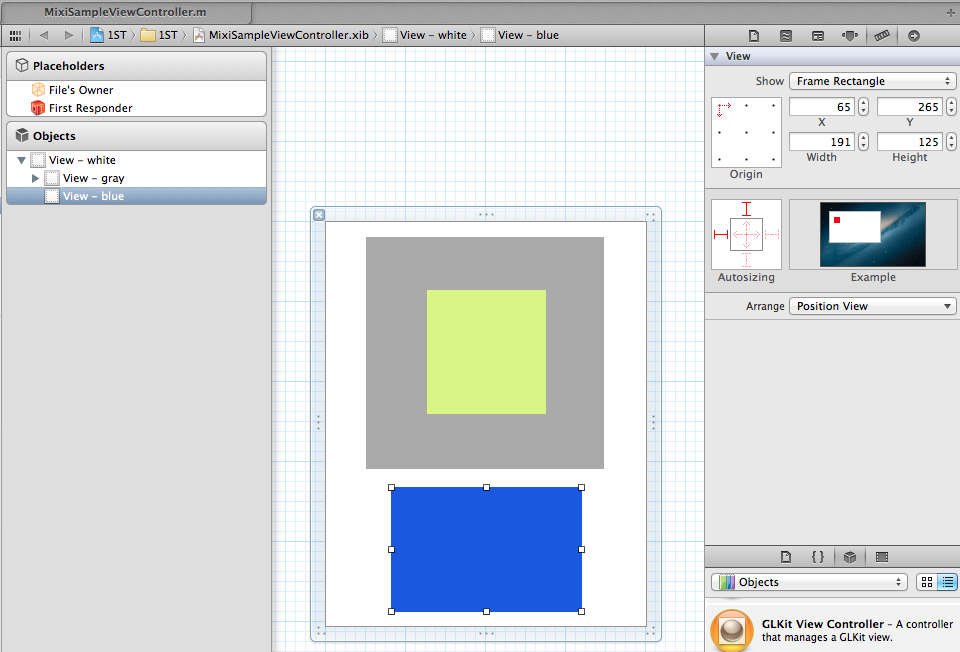 MixiSampleViewController.m
1ST
1ST
MixiSampleViewController.xib
View – white
View – blue
Placeholders
File's Owner
First Responder
Objects
View – white
View – gray
View – blue
View
Show
Frame Rectangle
65
265
X
Y
191
125
Width
Height
Origin
Autosizing
Example
Arrange
Position View
{ }
Objects
GLKit View Controller – A controller
that manages a GLKit view.